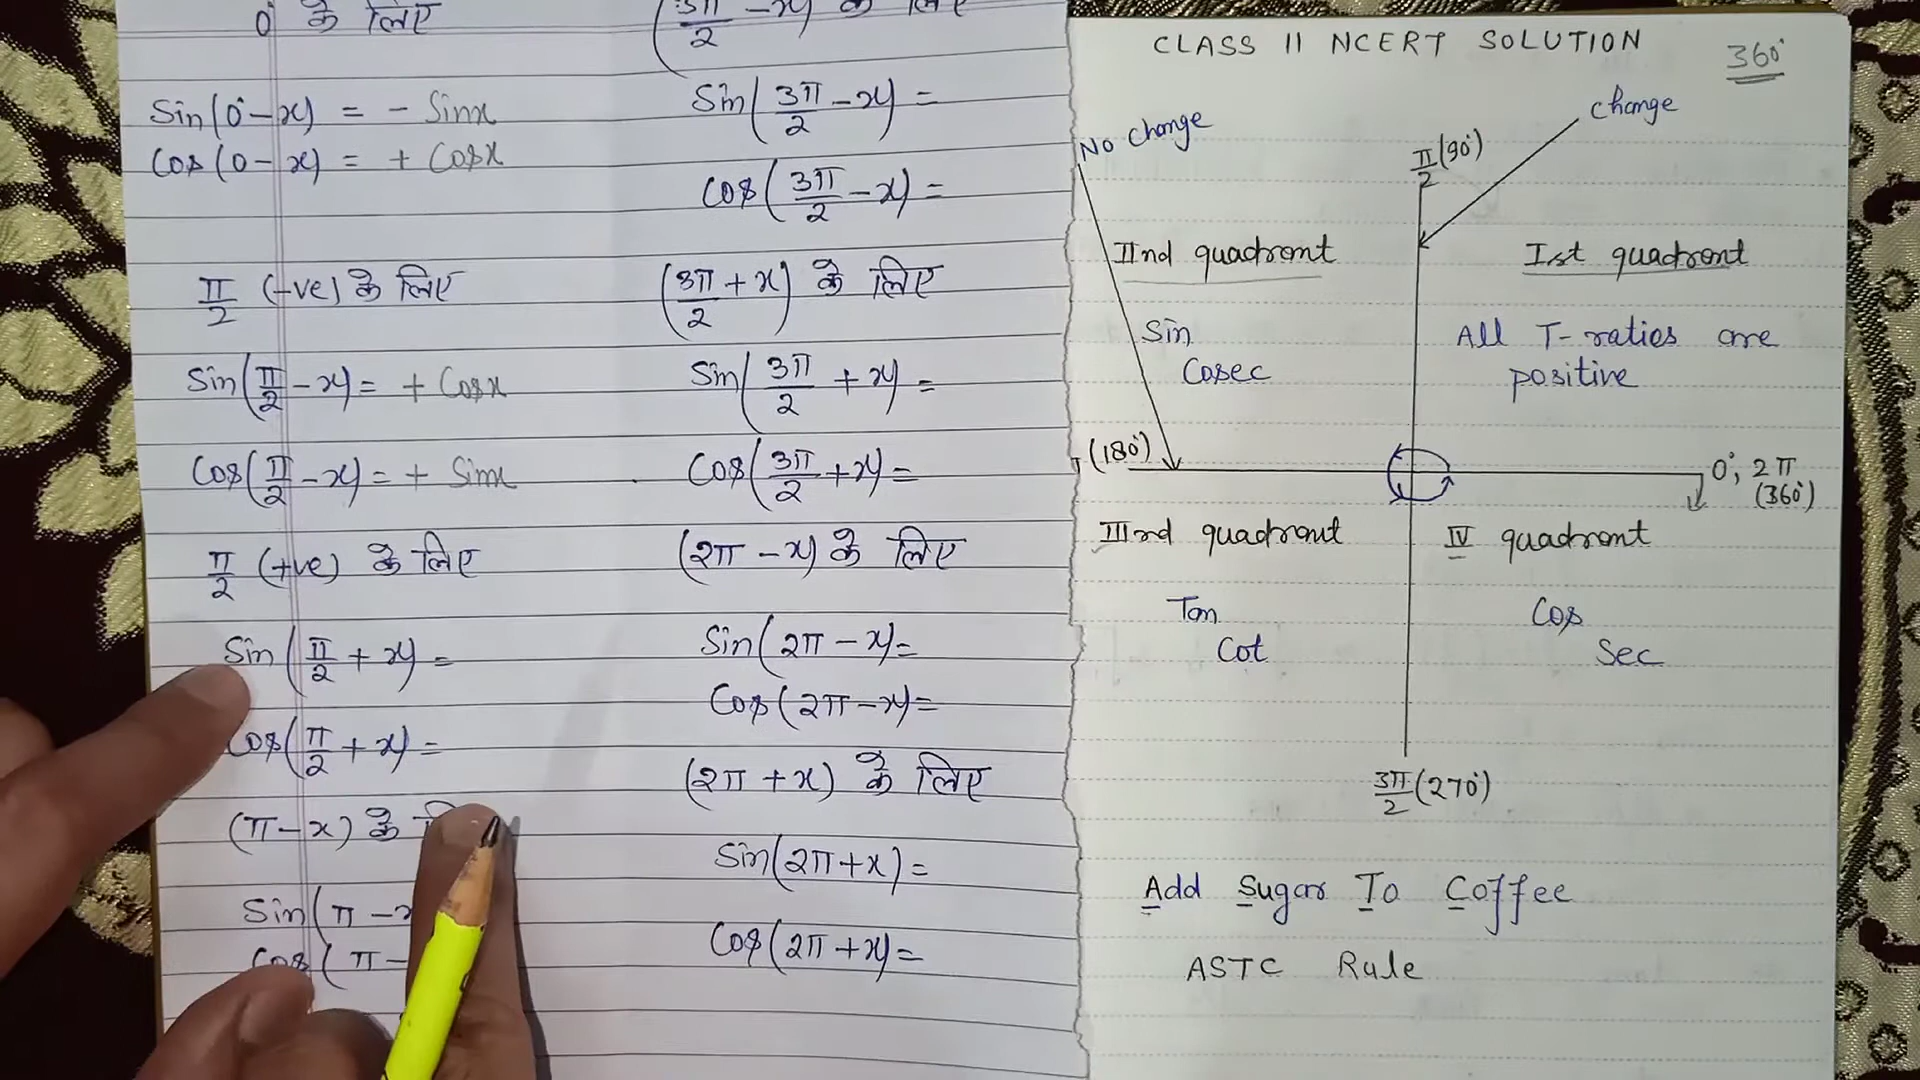 0° के लिए
Sin(0°-x) = - Sinx
Cos(0-x) = + Cosx
π/2 (+ve) के लिए
Sin(π/2 - x) = + Cosx
Cos(π/2 - x) = + Sinx
π/2 (+ve) के लिए
Sin(π/2 + x) =
Cos(π/2 + x) =
(π-x) के
Sin(π -
Cos(π -
(3π/2 - x) के लिए
Sin(3π/2 - x) =
Cos(3π/2 - x) =
(3π/2 + x) के लिए
Sin(3π/2 + x) =
Cos(3π/2 + x) =
(2π - x) के लिए
Sin(2π - x) =
Cos(2π - x) =
(2π + x) के लिए
Sin(2π + x) =
Cos(2π + x) =
CLASS 11 NCERT SOLUTION
360°
No change
change
π/2 (90°)
IInd quadrant
Ist quadrant
Sin
Cosec
All T-ratios are
positive
(180°)
0°, 2π
(360°)
IIIrd quadrant
IV quadrant
Tan
Cot
Cos
Sec
3π/2 (270°)
Add Sugar To Coffee
ASTC Rule